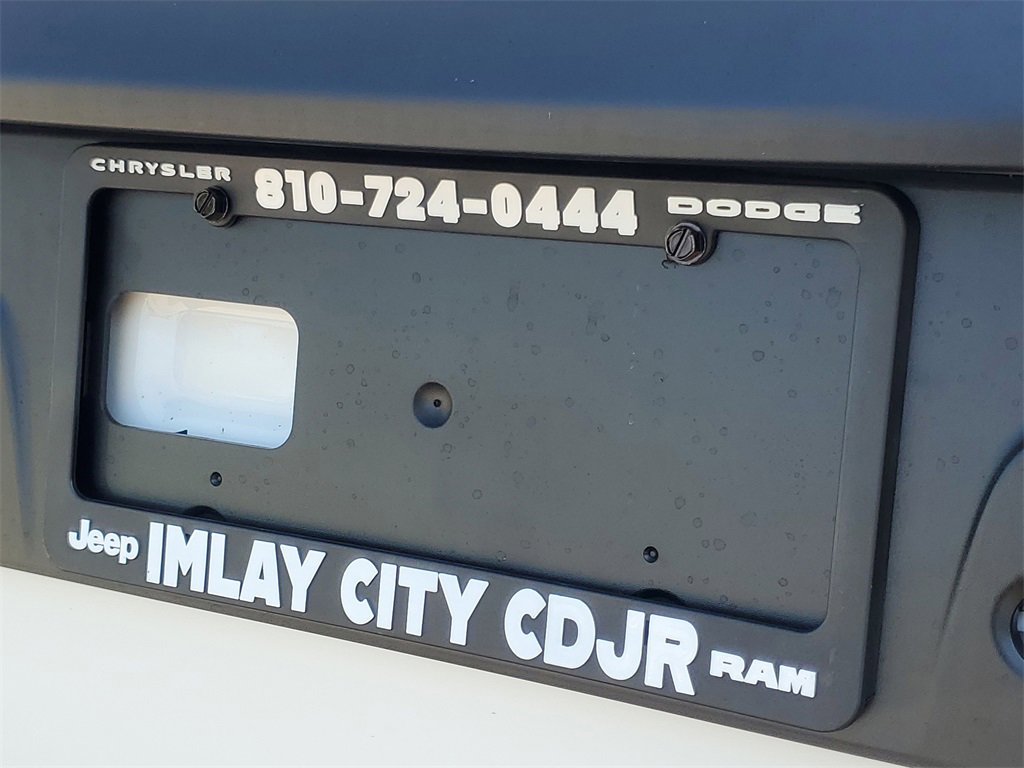 CHRYSLER 810-724-0444 DODGE
Jeep IMLAY CITY CDJR RAM